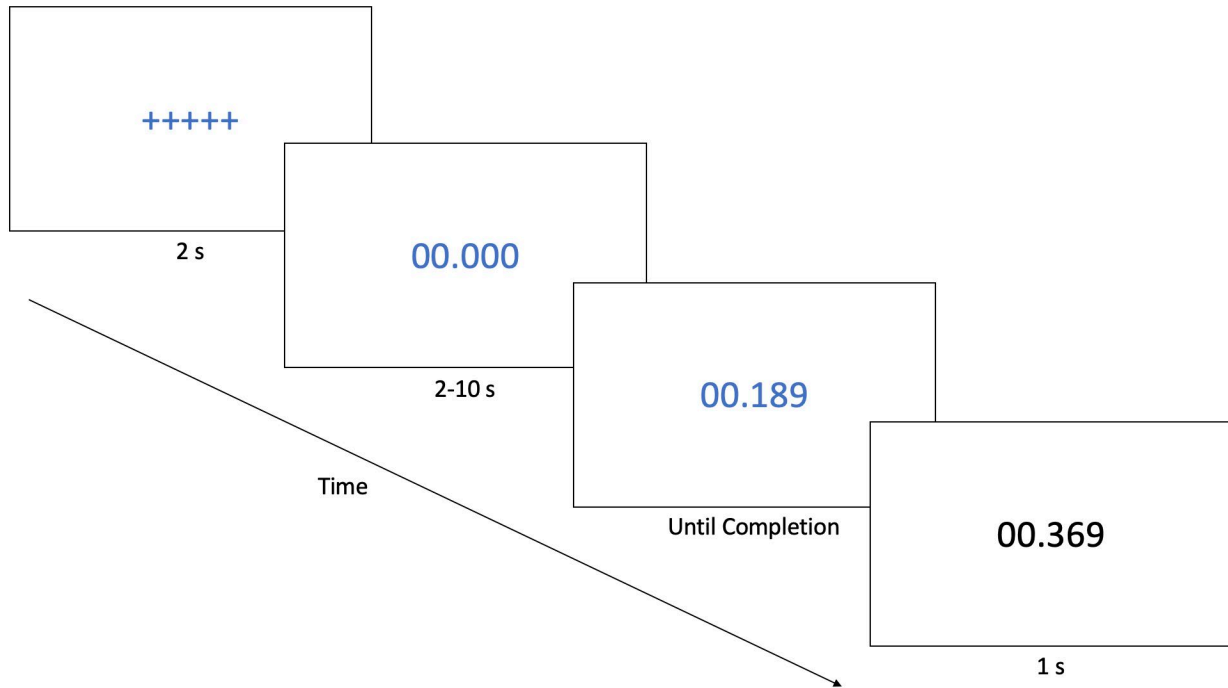 +++++
2 s
00.000
2-10 s
00.189
Until Completion
00.369
1 s
Time